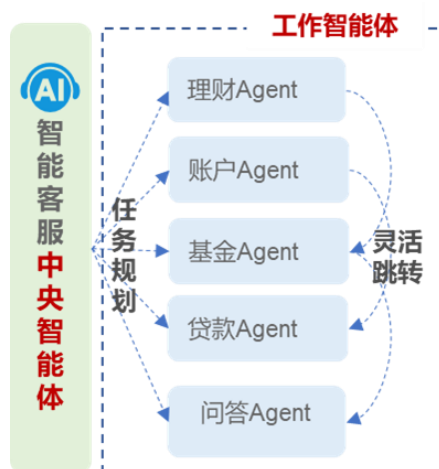 工作智能体
AI
智能客服中央智能体
任务规划
理财Agent
账户Agent
基金Agent
贷款Agent
问答Agent
灵活
跳转